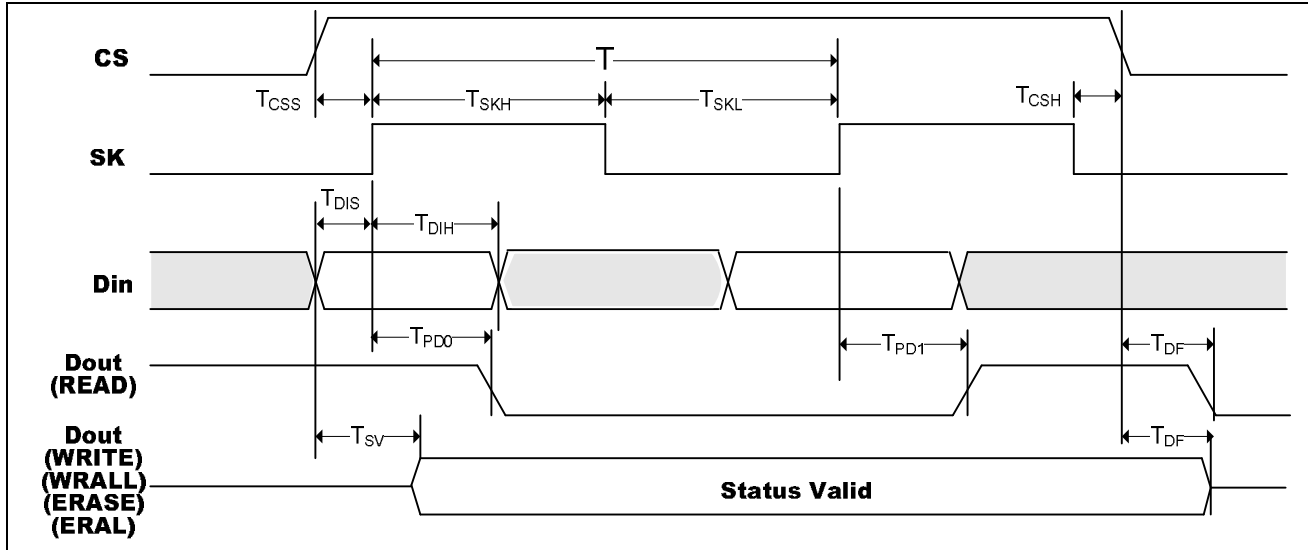 CS
T
TCSS
TSKH
TSKL
TCSH
SK
TDIS
TDIH
Din
TPD0
TPD1
TDF
Dout
(READ)
Dout
(WRITE)
(WRALL)
(ERASE)
(ERAL)
TSV
TDF
Status Valid